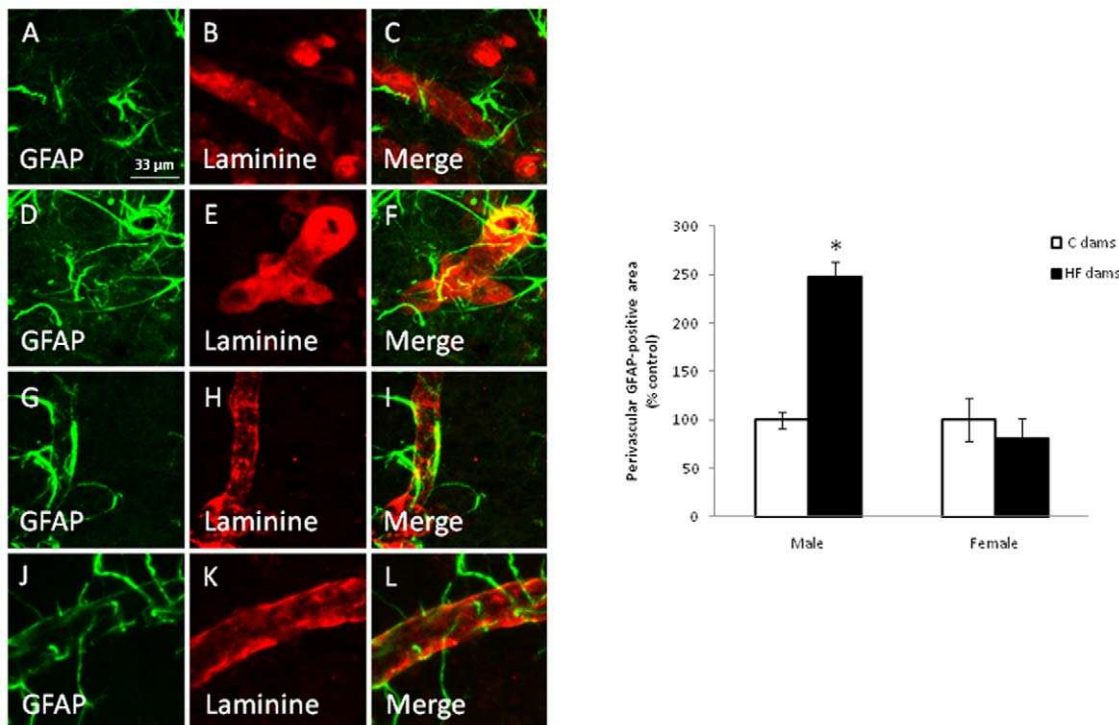 A
B
C
GFAP
33 µm
Laminine
Merge
D
E
F
GFAP
Laminine
Merge
G
H
I
GFAP
Laminine
Merge
J
K
L
GFAP
Laminine
Merge
Perivascular GFAP-positive area
(% control)
300
250
200
150
100
50
0
*
Male
Female
C dams
HF dams